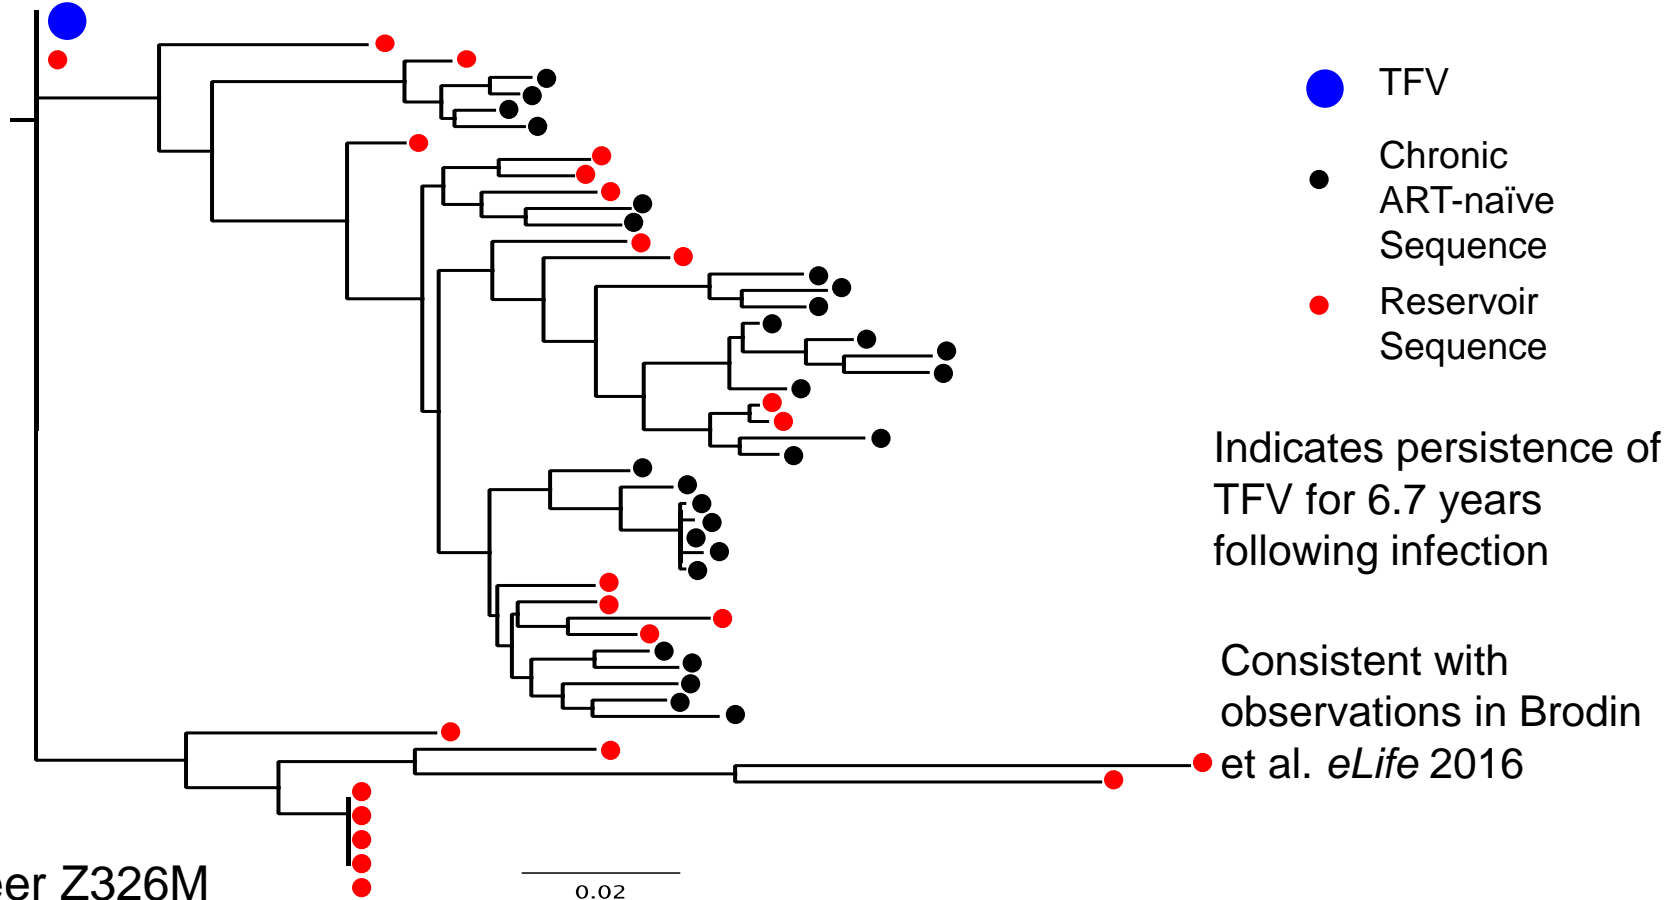 TFV
Chronic
ART-naïve
Sequence
Reservoir
Sequence
Indicates persistence of
TFV for 6.7 years
following infection
Consistent with
observations in Brodin
et al. eLife 2016
0.02
eer Z326M